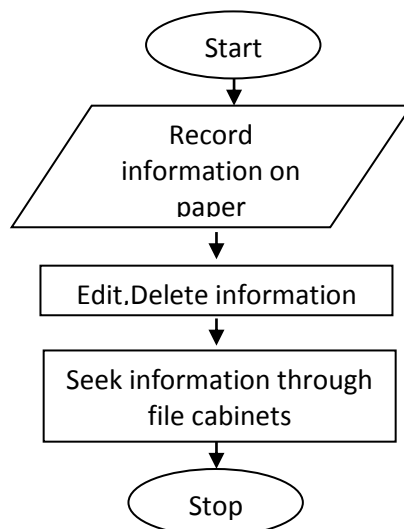 Start
Record
information on
paper
Edit,Delete information
Seek information through
file cabinets
Stop